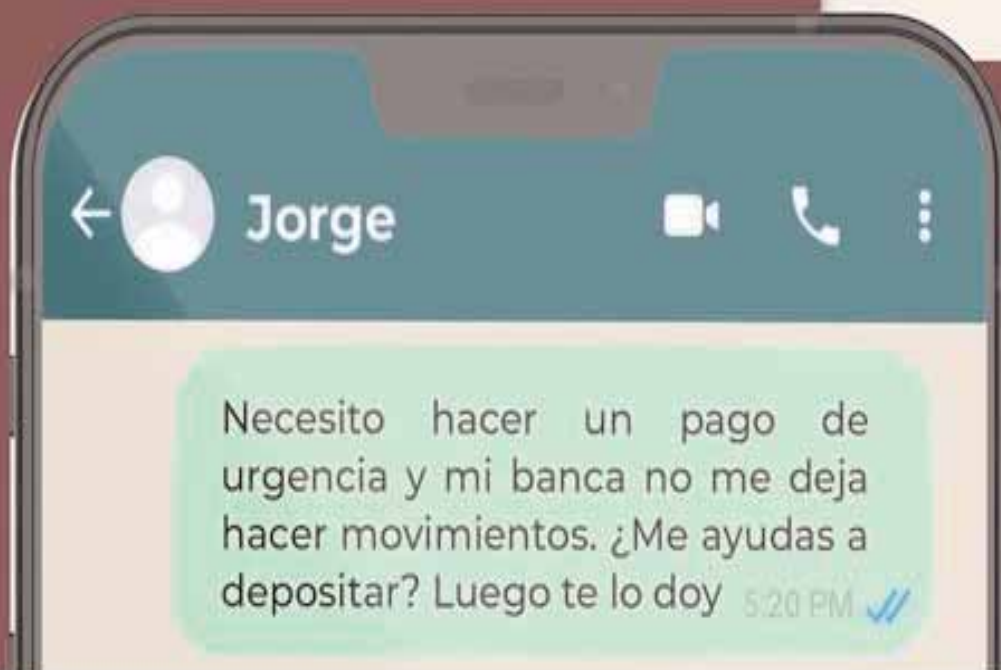 Jorge
Necesito hacer un pago de
urgencia y mi banca no me deja
hacer movimientos. ¿Me ayudas a
depositar? Luego te lo doy 5:20 PM